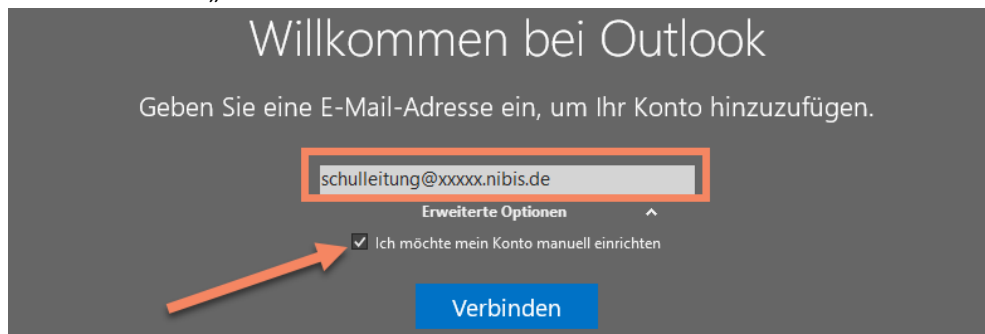 „
Willkommen bei Outlook
Geben Sie eine E-Mail-Adresse ein, um Ihr Konto hinzuzufügen.
schulleitung@xxxxx.nibis.de
Erweiterte Optionen
Ich möchte mein Konto manuell einrichten
Verbinden